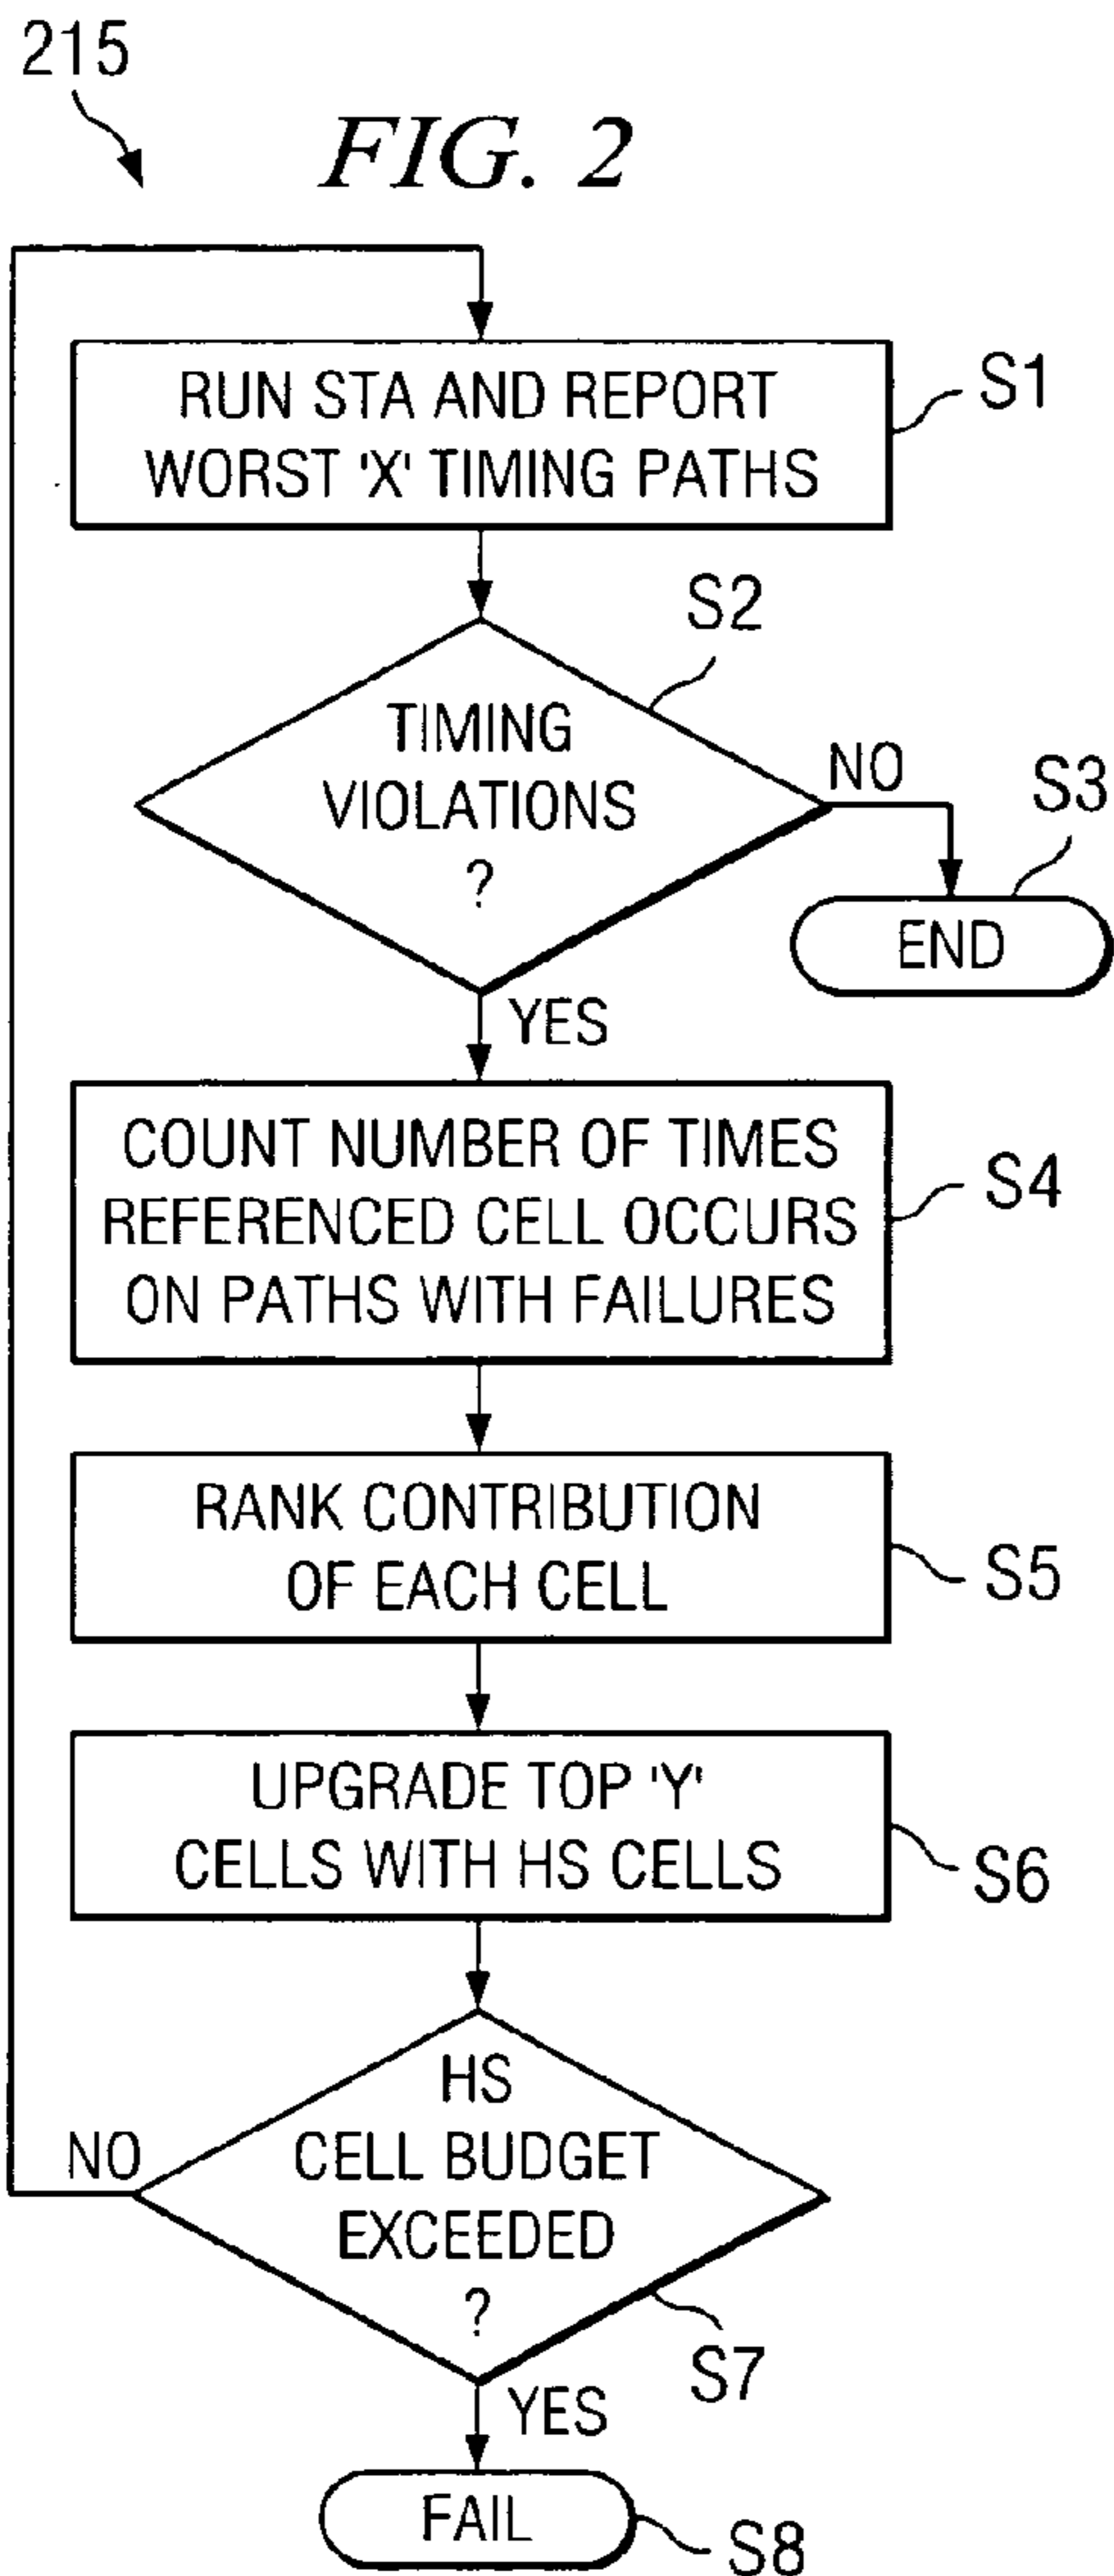 215
FIG. 2
RUN STA AND REPORT
WORST 'X' TIMING PATHS
S1
S2
TIMING
VIOLATIONS
?
NO
S3
END
YES
COUNT NUMBER OF TIMES
REFERENCED CELL OCCURS
ON PATHS WITH FAILURES
S4
RANK CONTRIBUTION
OF EACH CELL
S5
UPGRADE TOP 'Y'
CELLS WITH HS CELLS
S6
HS
CELL BUDGET
EXCEEDED
?
NO
S7
YES
FAIL
S8